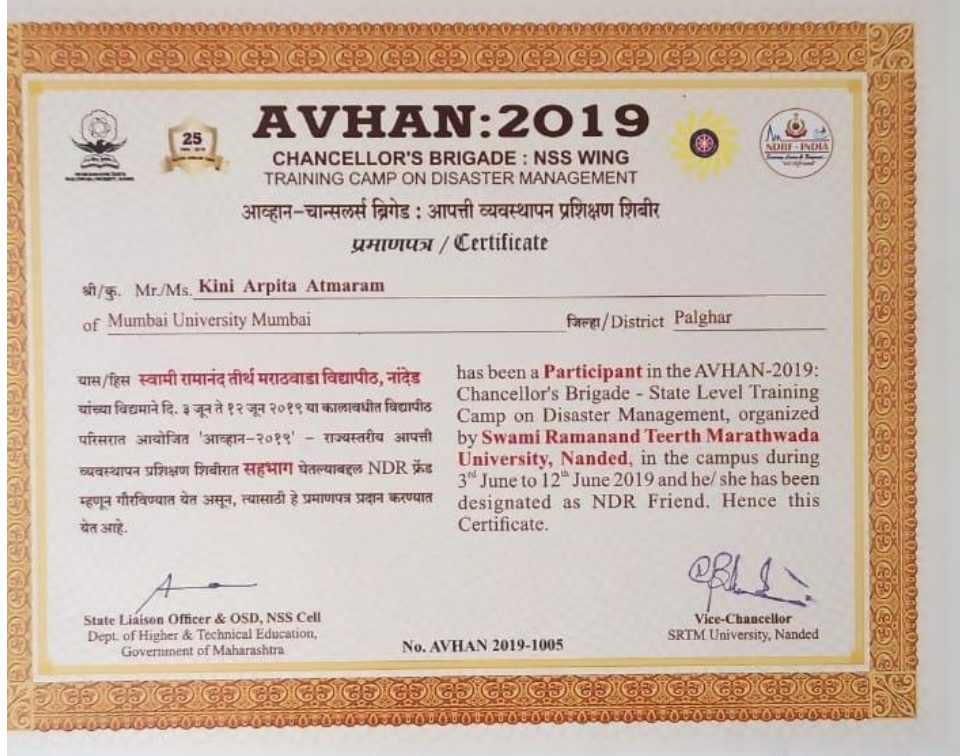 AVHAN:2019
25
CHANCELLOR'S BRIGADE : NSS WING
NDRF - INDIA
TRAINING CAMP ON DISASTER MANAGEMENT
आव्हान-चान्सलर्स ब्रिगेड : आपत्ती व्यवस्थापन प्रशिक्षण शिबीर
प्रमाणपत्र / Certificate
श्री/कु. Mr./Ms. Kini Arpita Atmaram
of Mumbai University Mumbai जिल्हा/District Palghar
यास/हिस स्वामी रामानंद तीर्थ मराठवाडा विद्यापीठ, नांदेड
यांच्या विद्यमाने दि. ३ जून ते १२ जून २०१९ या कालावधीत विद्यापीठ
परिसरात आयोजित 'आव्हान-२०१९' - राज्यस्तरीय आपत्ती
व्यवस्थापन प्रशिक्षण शिबीरात सहभाग घेतल्याबद्दल NDR फ्रेंड
म्हणून गौरविण्यात येत असून, त्यासाठी हे प्रमाणपत्र प्रदान करण्यात
येत आहे.
has been a Participant in the AVHAN-2019:
Chancellor's Brigade - State Level Training
Camp on Disaster Management, organized
by Swami Ramanand Teerth Marathwada
University, Nanded, in the campus during
3rd June to 12th June 2019 and he/ she has been
designated as NDR Friend. Hence this
Certificate.
State Liaison Officer & OSD, NSS Cell
Dept. of Higher & Technical Education,
Government of Maharashtra
No. AVHAN 2019-1005
Vice-Chancellor
SRTM University, Nanded